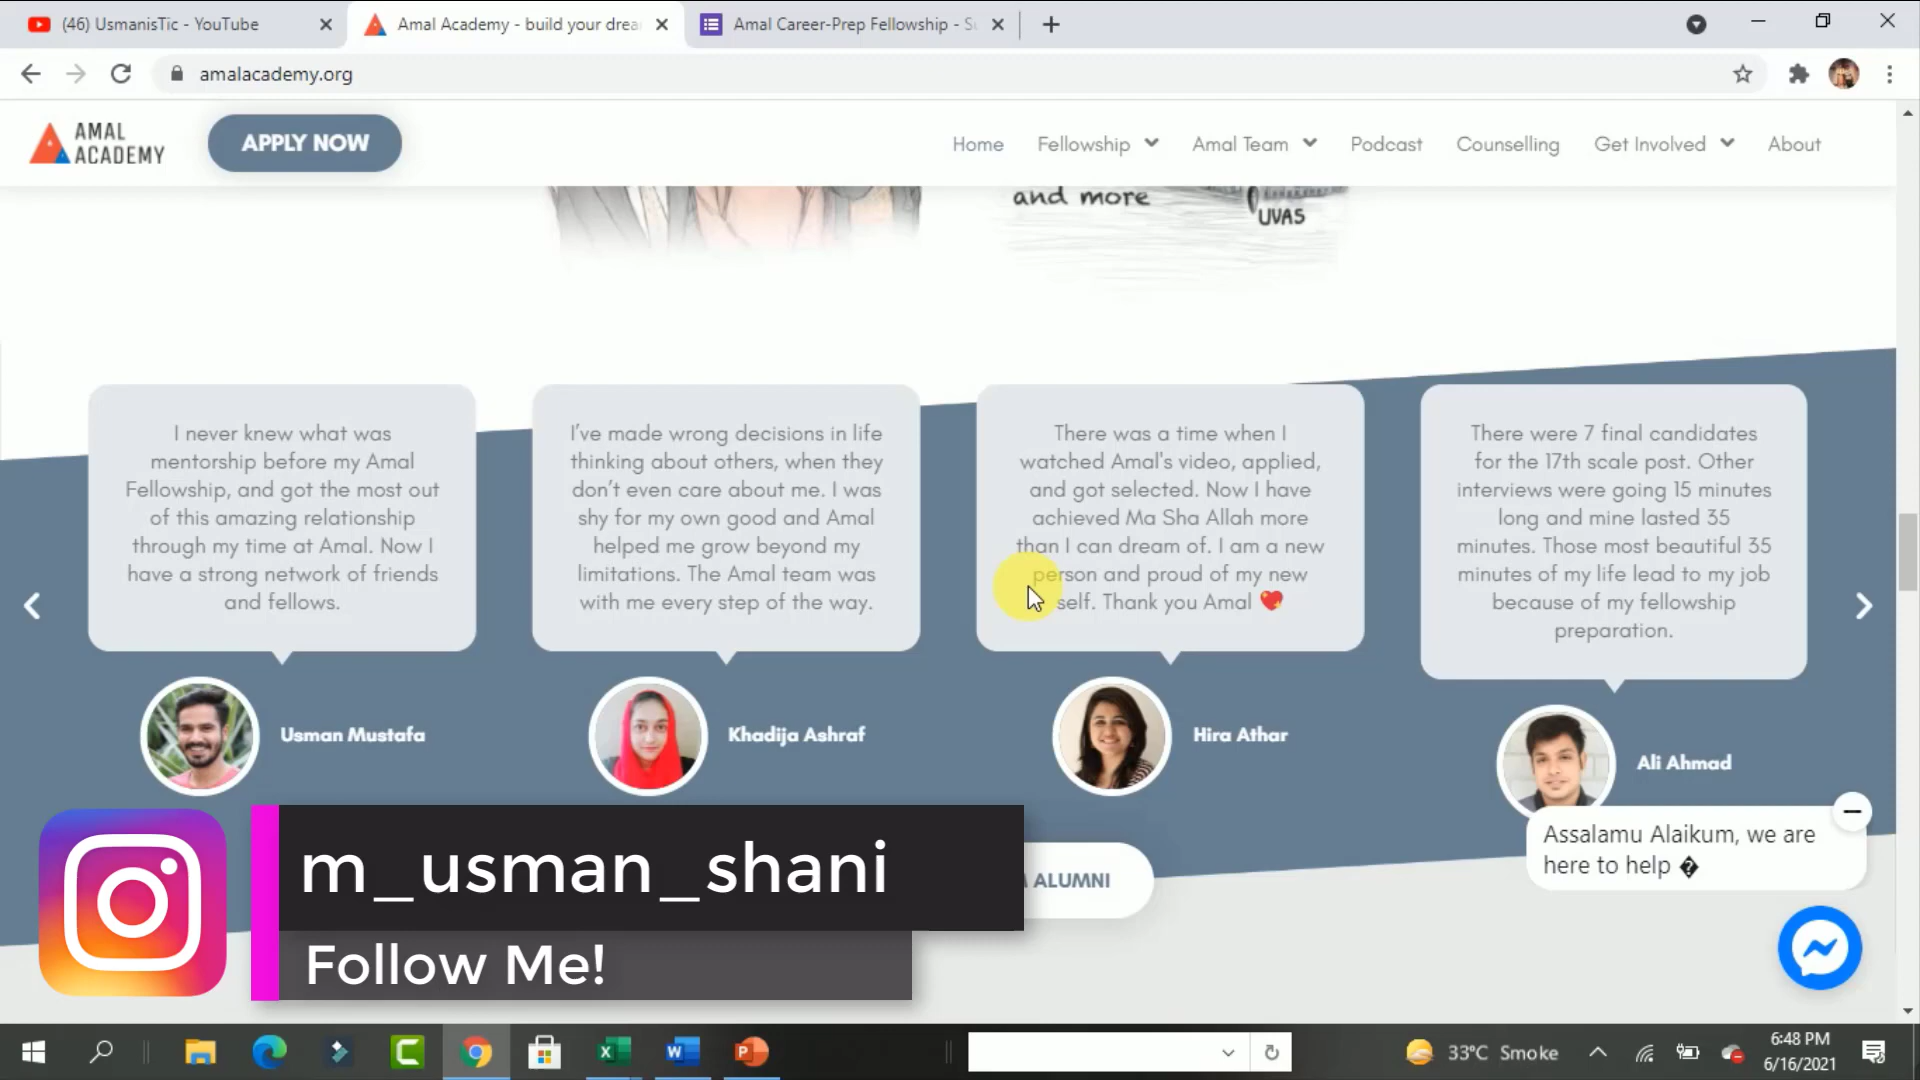 (46) UsmanisTic - YouTube
Amal Academy - build your drea
Amal Career-Prep Fellowship - S
amalacademy.org
AMAL
ACADEMY
APPLY NOW
Home
Fellowship
Amal Team
Podcast
Counselling
Get Involved
About
and more
UVAS
I never knew what was
mentorship before my Amal
Fellowship, and got the most out
of this amazing relationship
through my time at Amal. Now I
have a strong network of friends
and fellows.
Usman Mustafa
I've made wrong decisions in life
thinking about others, when they
don't even care about me. I was
shy for my own good and Amal
helped me grow beyond my
limitations. The Amal team was
with me every step of the way.
Khadija Ashraf
There was a time when I
watched Amal's video, applied,
and got selected. Now I have
achieved Ma Sha Allah more
than I can dream of. I am a new
person and proud of my new
self. Thank you Amal 💖
Hira Athar
There were 7 final candidates
for the 17th scale post. Other
interviews were going 15 minutes
long and mine lasted 35
minutes. Those most beautiful 35
minutes of my life lead to my job
because of my fellowship
preparation.
Ali Ahmad
ALUMNI
Assalamu Alaikum, we are
here to help �
m_usman_shani
Follow Me!
33°C Smoke
6:48 PM
6/16/2021